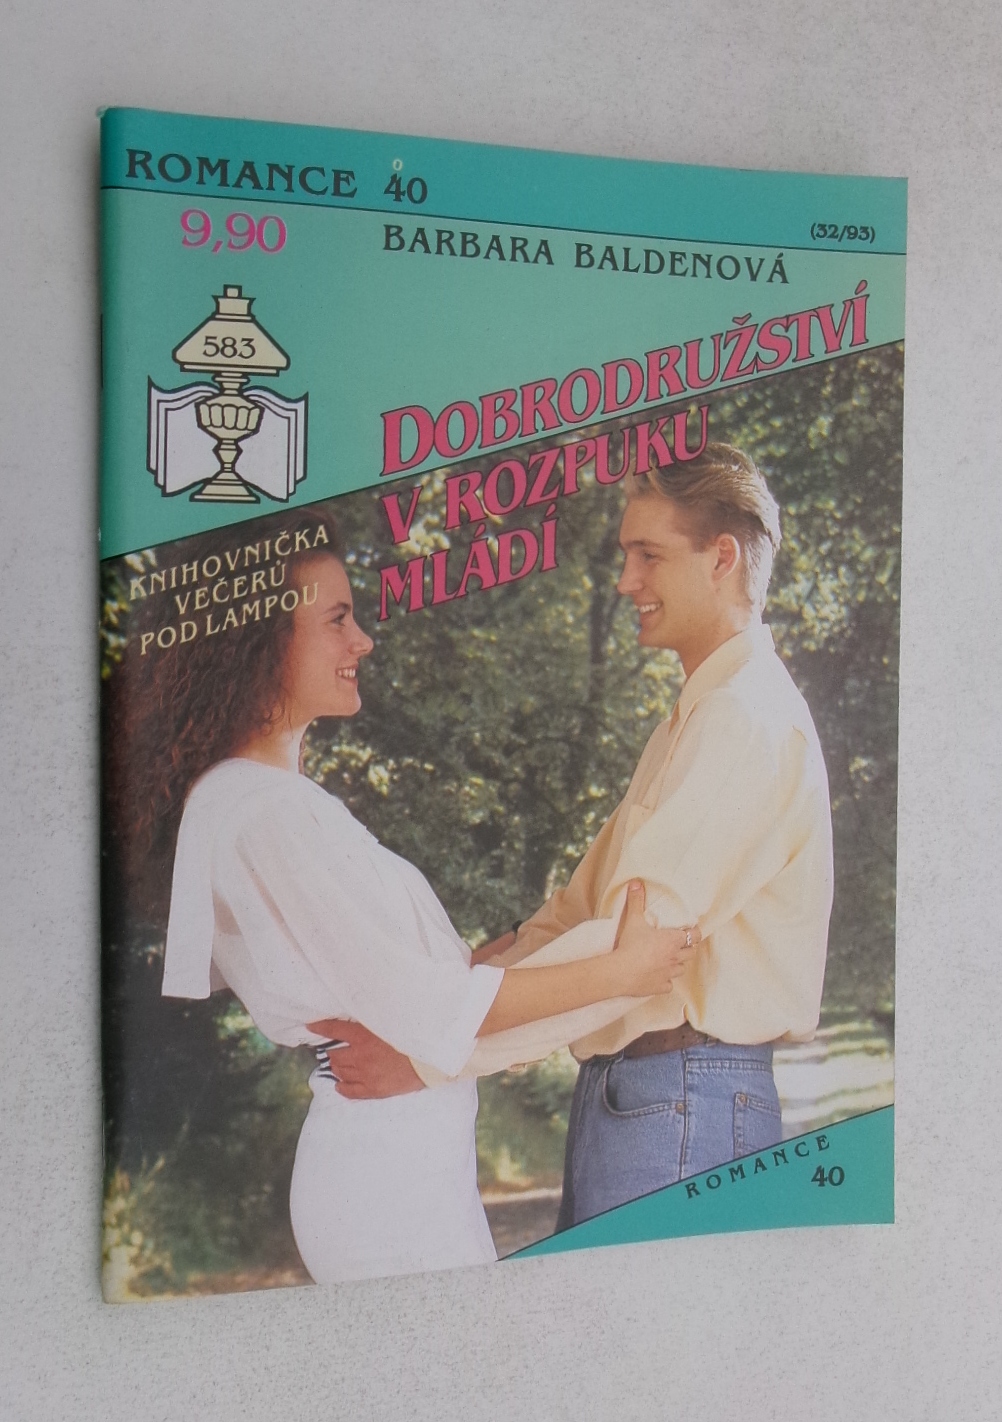 ROMANCE 40
9,90
(32/93)
BARBARA BALDENOVÁ
583
DOBRODRUŽSTVÍ
V ROZPUKU
MLÁDÍ
KNIHOVNIČKA
VEČERŮ
POD LAMPOU
ROMANCE
40